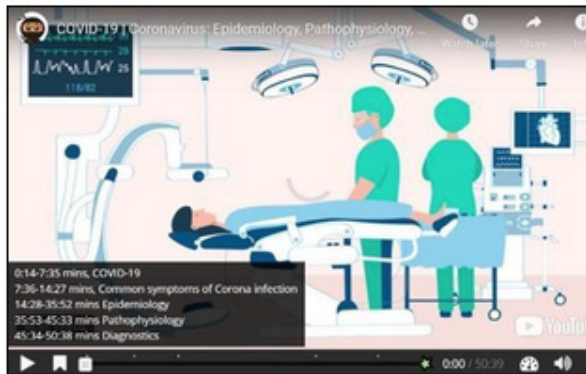 COVID-19 | Coronavirus: Epidemiology, Pathophysiology, ...
Watch later
Share
28
25
118/82
0:14-7:35 mins, COVID-19
7:36-14:27 mins, Common symptoms of Corona infection
14:28-35:52 mins Epidemiology
35:53-45:33 mins Pathophysiology
45:34-50:38 mins Diagnostics
YouTube
0:00 / 50:39